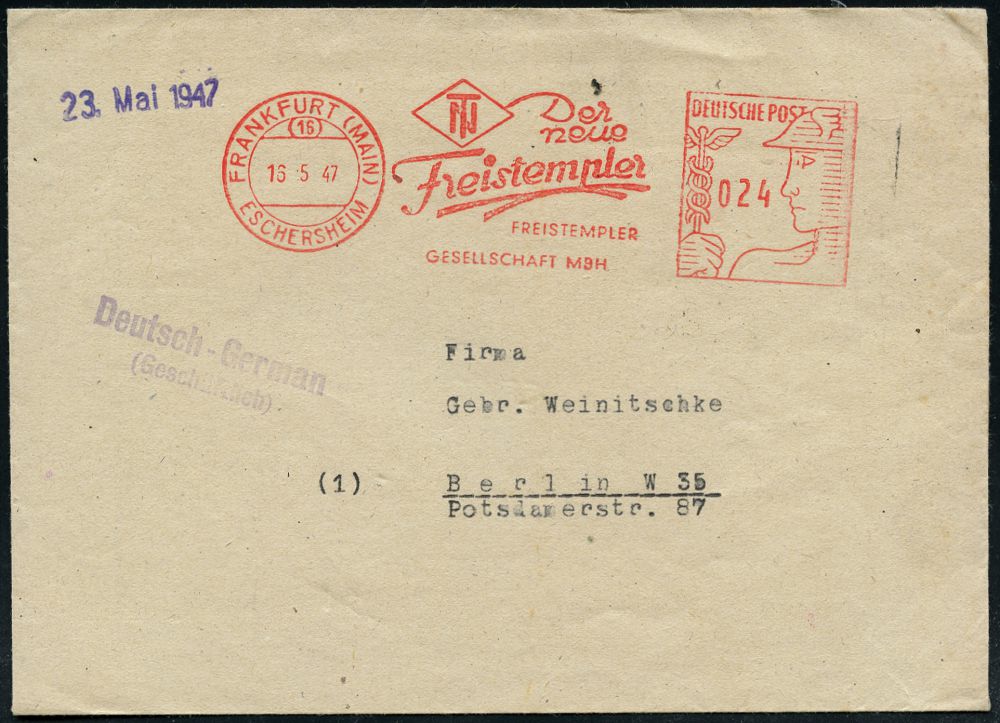 23. Mai 1947
FRANKFURT (MAIN)
(16)
16 5 47
ESCHERSHEIM
Der
neue
Freistempler
FREISTEMPLER
GESELLSCHAFT MBH
DEUTSCHE POST
024
Deutsch - German
(Geschäftlich)
Firma
Gebr. Weinitschke
(1) Berlin W 35
Potsdamerstr. 87